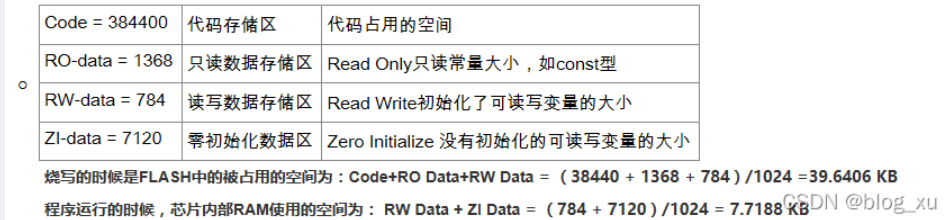 Code = 384400 代码存储区 代码占用的空间
RO-data = 1368 只读数据存储区 Read Only只读常量大小，如const型
RW-data = 784 读写数据存储区 Read Write初始化了可读写变量的大小
ZI-data = 7120 零初始化数据区 Zero Initialize 没有初始化的可读写变量的大小
烧写的时候是FLASH中的被占用的空间为：Code+RO Data+RW Data = （38440 + 1368 + 784）/1024 =39.6406 KB
程序运行的时候，芯片内部RAM使用的空间为： RW Data + ZI Data = （784 + 7120）/1024 = 7.7188 KB
CSDN @blog_xu